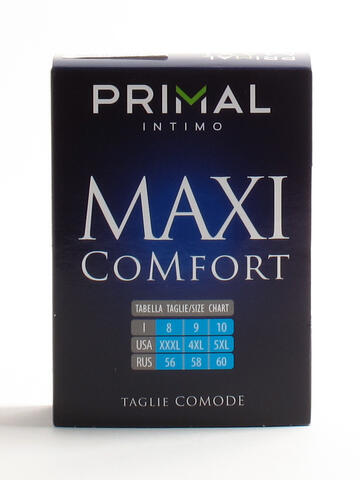 PRIMAL
INTIMO
MAXI
COMFORT
TABELLA TAGLIE/SIZE CHART
I 8 9 10
USA XXXL 4XL 5XL
RUS 56 58 60
TAGLIE COMODE